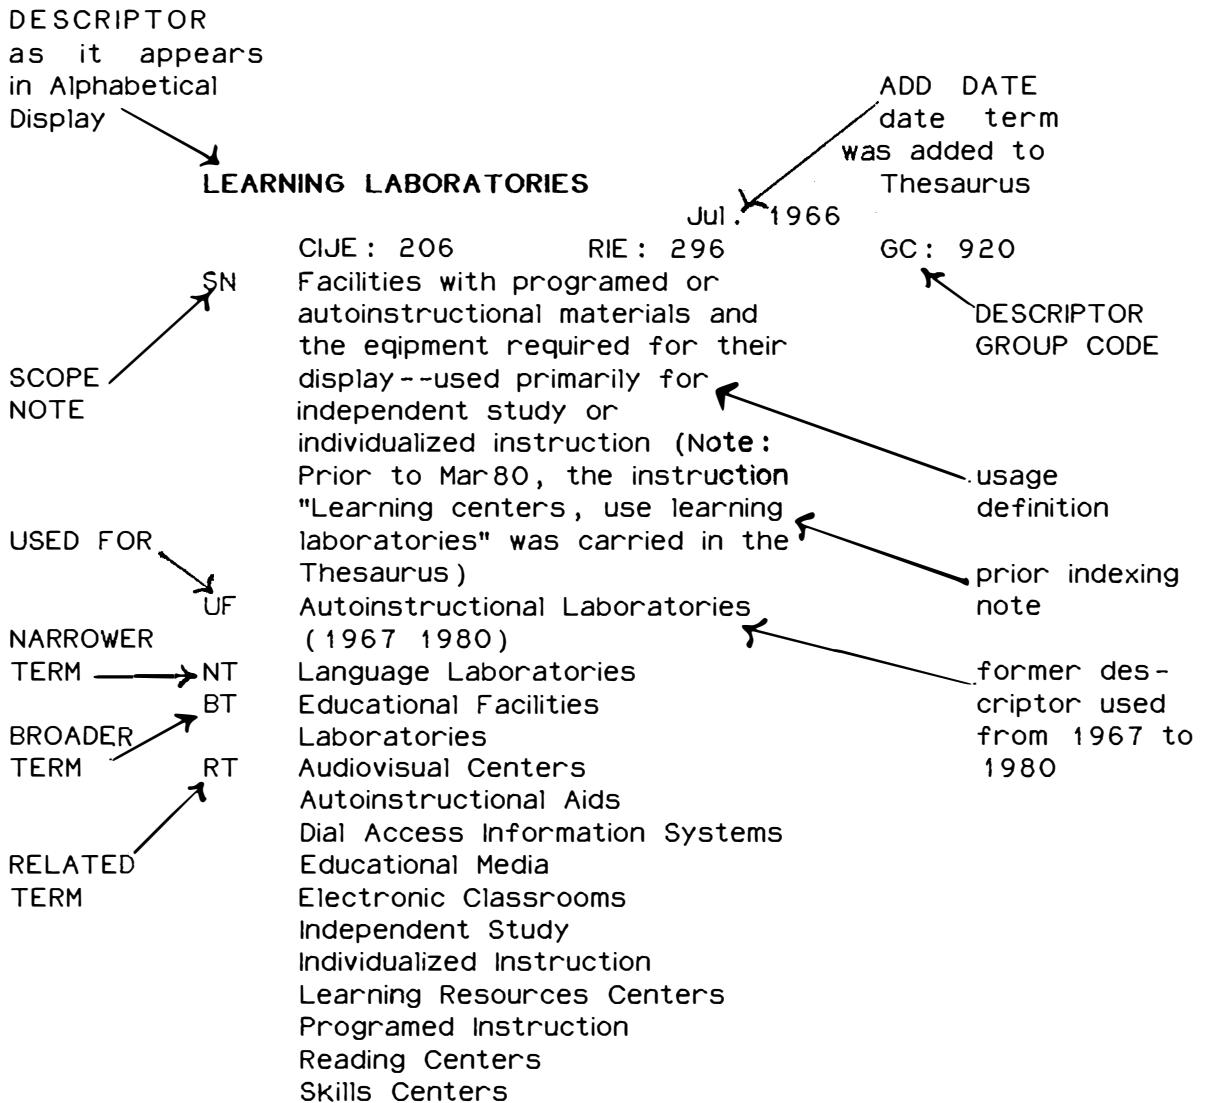 DESCRIPTOR
as it appears
in Alphabetical
Display
ADD DATE
date term
was added to
Thesaurus
LEARNING LABORATORIES
Jul. 1966
CIJE: 206 RIE: 296 GC: 920
DESCRIPTOR
GROUP CODE
SCOPE
NOTE
SN Facilities with programed or
autoinstructional materials and
the eqipment required for their
display--used primarily for
independent study or
individualized instruction (Note:
Prior to Mar80, the instruction
"Learning centers, use learning
laboratories" was carried in the
Thesaurus)
usage
definition
prior indexing
note
USED FOR
UF Autoinstructional Laboratories
(1967 1980)
former des-
criptor used
from 1967 to
1980
NARROWER
TERM NT Language Laboratories
BT Educational Facilities
BROADER Laboratories
TERM RT Audiovisual Centers
Autoinstructional Aids
Dial Access Information Systems
RELATED Educational Media
TERM Electronic Classrooms
Independent Study
Individualized Instruction
Learning Resources Centers
Programed Instruction
Reading Centers
Skills Centers